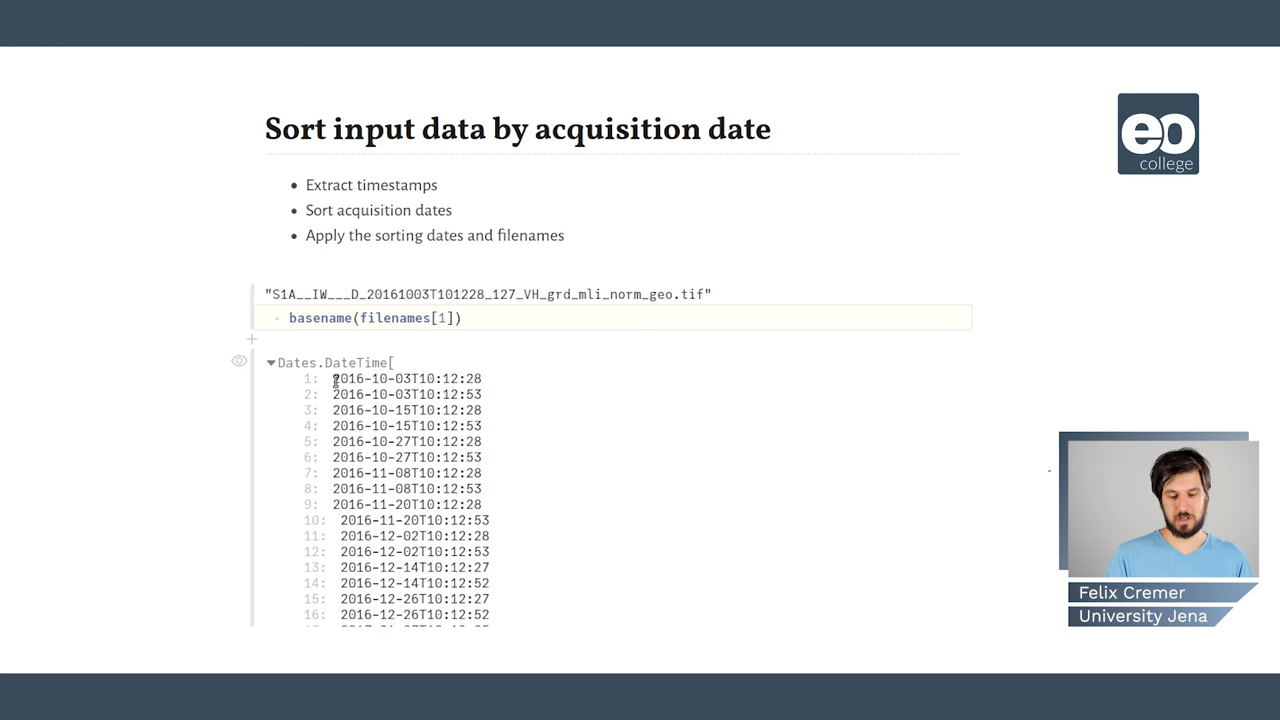 Sort input data by acquisition date
eo
college
• Extract timestamps
• Sort acquisition dates
• Apply the sorting dates and filenames
"S1A__IW___D_20161003T101228_127_VH_grd_mli_norm_geo.tif"
basename(filenames[1])
Dates.DateTime[
1: 2016-10-03T10:12:28
2: 2016-10-03T10:12:53
3: 2016-10-15T10:12:28
4: 2016-10-15T10:12:53
5: 2016-10-27T10:12:28
6: 2016-10-27T10:12:53
7: 2016-11-08T10:12:28
8: 2016-11-08T10:12:53
9: 2016-11-20T10:12:28
10: 2016-11-20T10:12:53
11: 2016-12-02T10:12:28
12: 2016-12-02T10:12:53
13: 2016-12-14T10:12:27
14: 2016-12-14T10:12:52
15: 2016-12-26T10:12:27
16: 2016-12-26T10:12:52
Felix Cremer
University Jena